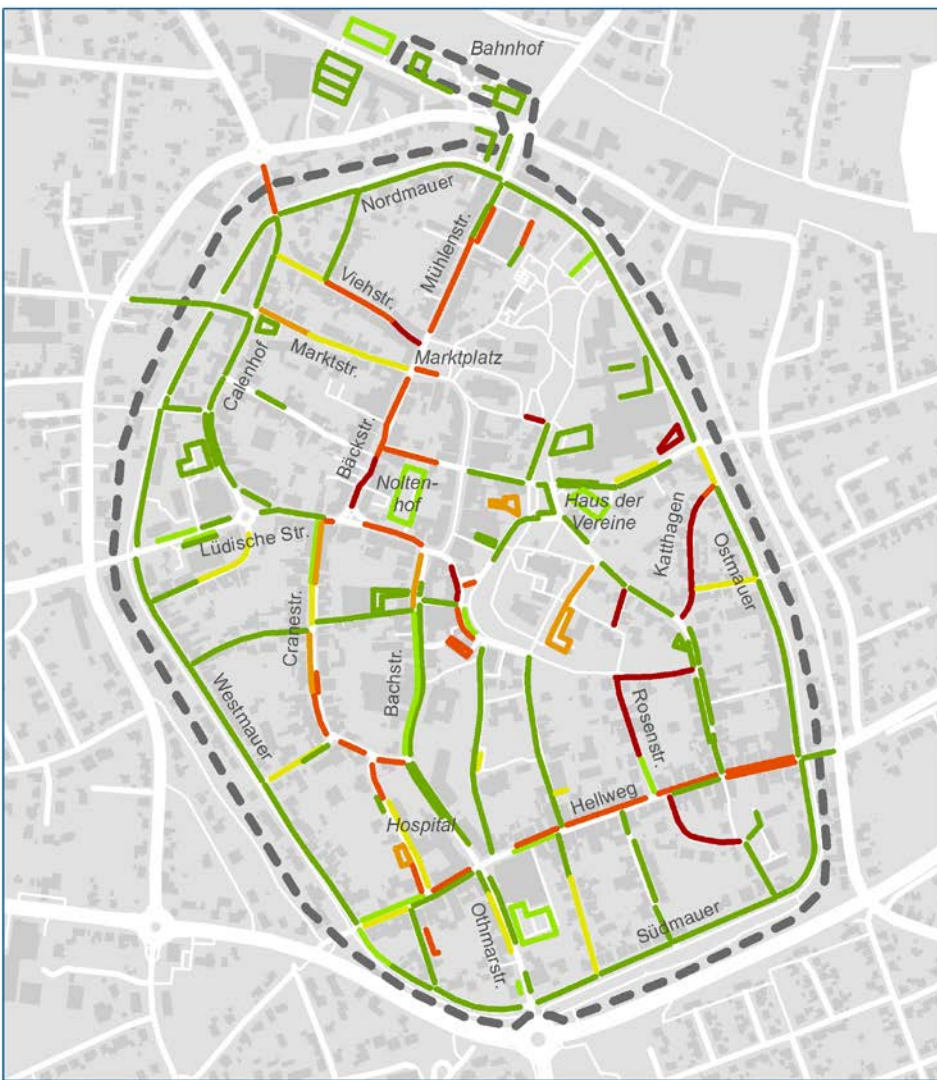 Bahnhof
Nordmauer
Mühlenstr.
Viehstr.
Marktstr.
Marktplatz
Calenhof
Bäckstr.
Nolten-
hof
Haus der
Vereine
Katthagen
Ostmauer
Lüdische Str.
Cranestr.
Bachstr.
Westmauer
Rosenstr.
Hellweg
Hospital
Othmarstr.
Südmauer